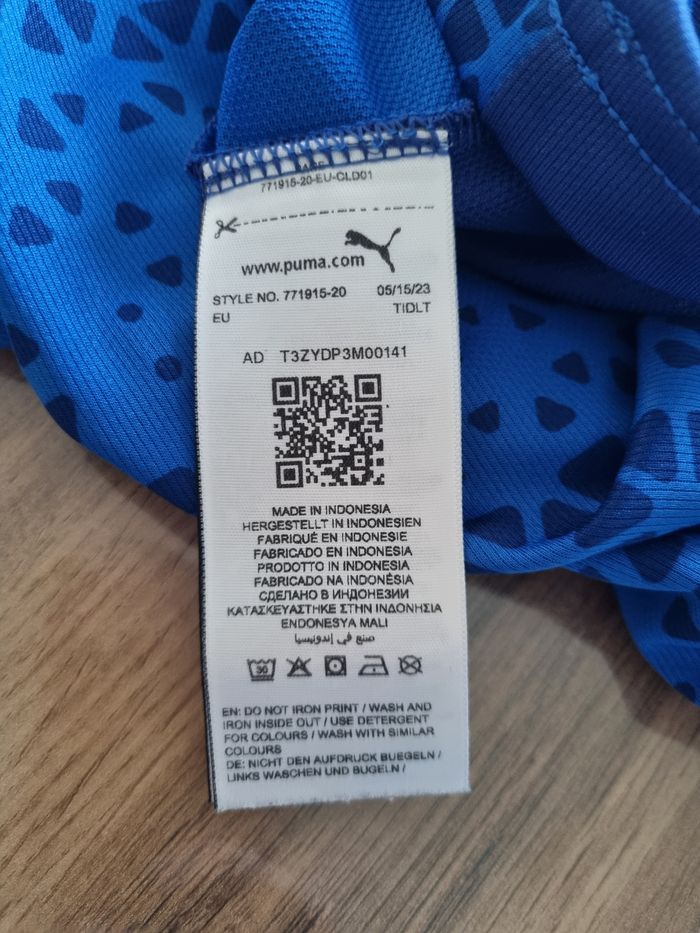 771915-20-EU-CLD01
www.puma.com
STYLE NO. 771915-20 05/15/23
EU TIDLT
AD T3ZYDP3M00141
MADE IN INDONESIA
HERGESTELLT IN INDONESIEN
FABRIQUÉ EN INDONESIE
FABRICADO EN INDONESIA
PRODOTTO IN INDONESIA
FABRICADO NA INDONÉSIA
СДЕЛАНО В ИНДОНЕЗИИ
ΚΑΤΑΣΚΕΥΑΣΤΗΚΕ ΣΤΗΝ ΙΝΔΟΝΗΣΙΑ
ENDONESYA MALI
صنع في إندونيسيا
30
EN: DO NOT IRON PRINT / WASH AND
IRON INSIDE OUT / USE DETERGENT
FOR COLOURS / WASH WITH SIMILAR
COLOURS
DE: NICHT DEN AUFDRUCK BUEGELN /
LINKS WASCHEN UND BUGELN /